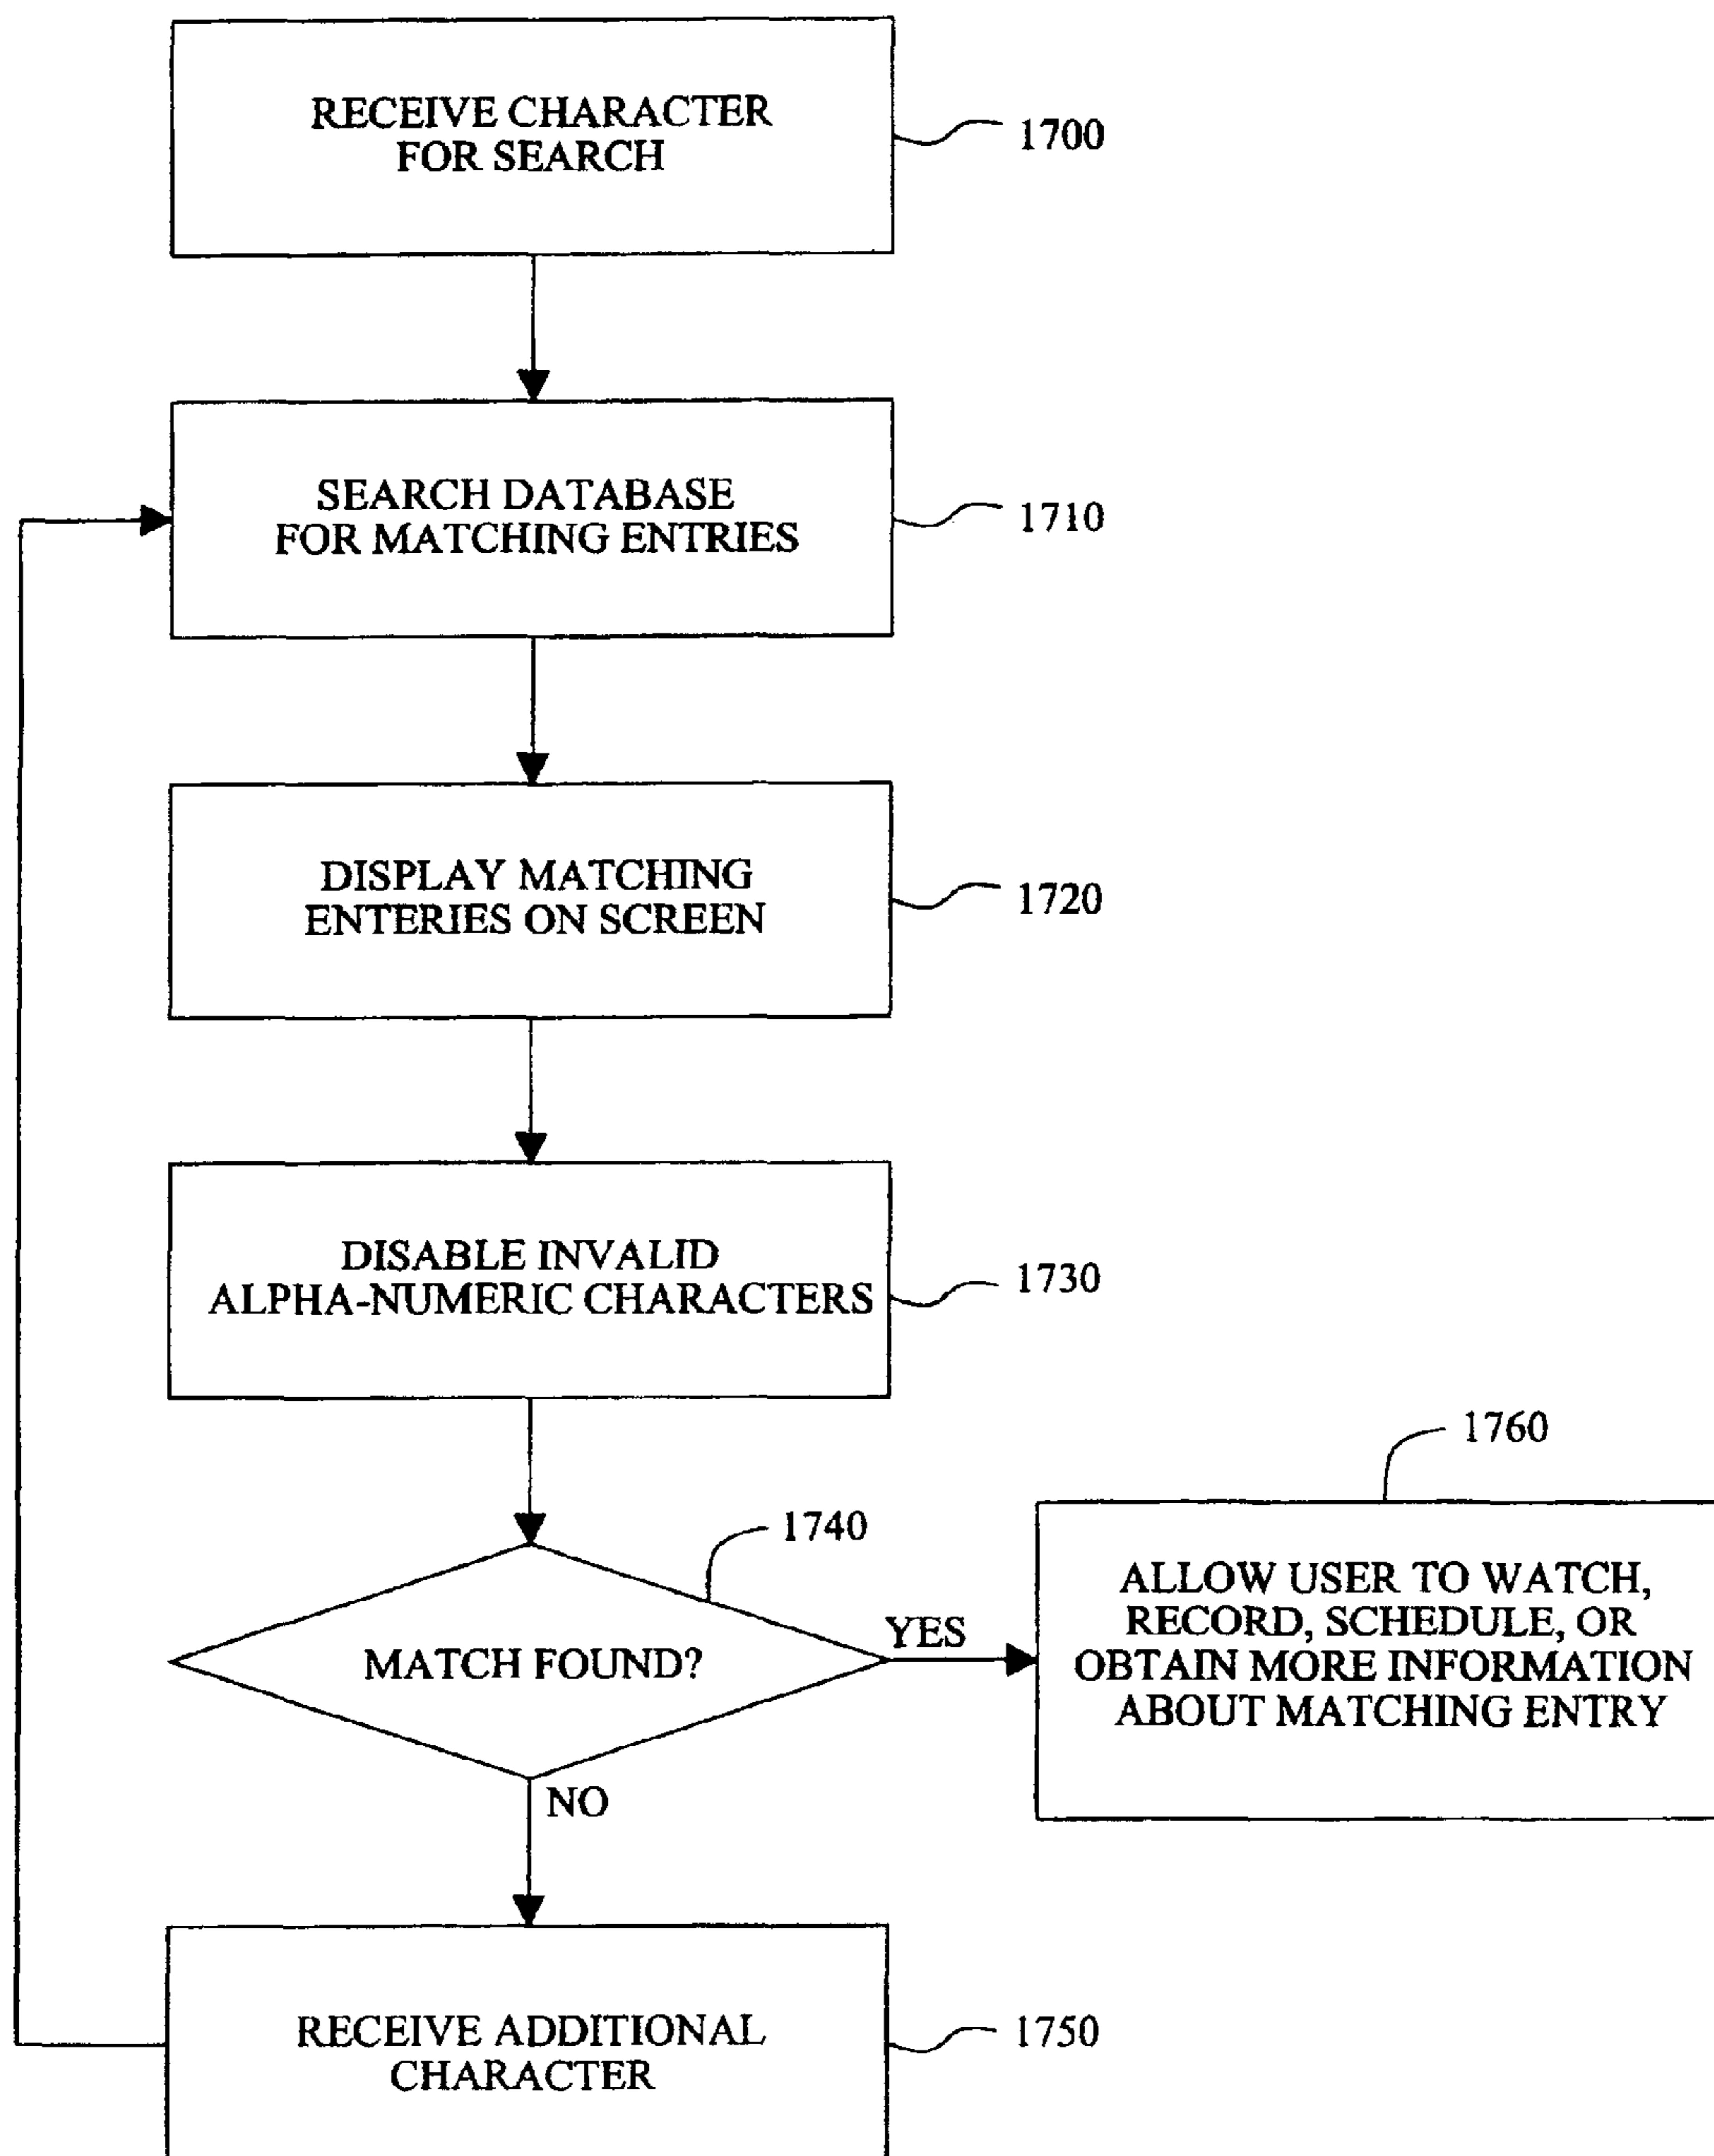 RECEIVE CHARACTER
FOR SEARCH
1700
SEARCH DATABASE
FOR MATCHING ENTRIES
1710
DISPLAY MATCHING
ENTERIES ON SCREEN
1720
DISABLE INVALID
ALPHA-NUMERIC CHARACTERS
1730
1740
MATCH FOUND?
YES
NO
1760
ALLOW USER TO WATCH,
RECORD, SCHEDULE, OR
OBTAIN MORE INFORMATION
ABOUT MATCHING ENTRY
RECEIVE ADDITIONAL
CHARACTER
1750